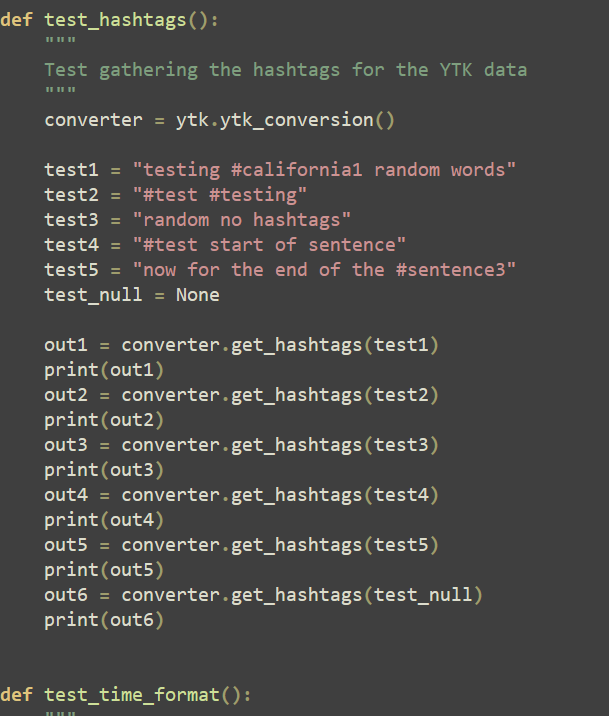 def test_hashtags():
    """
    Test gathering the hashtags for the YTK data
    """
    converter = ytk.ytk_conversion()

    test1 = "testing #california1 random words"
    test2 = "#test #testing"
    test3 = "random no hashtags"
    test4 = "#test start of sentence"
    test5 = "now for the end of the #sentence3"
    test_null = None

    out1 = converter.get_hashtags(test1)
    print(out1)
    out2 = converter.get_hashtags(test2)
    print(out2)
    out3 = converter.get_hashtags(test3)
    print(out3)
    out4 = converter.get_hashtags(test4)
    print(out4)
    out5 = converter.get_hashtags(test5)
    print(out5)
    out6 = converter.get_hashtags(test_null)
    print(out6)


def test_time_format():
    """